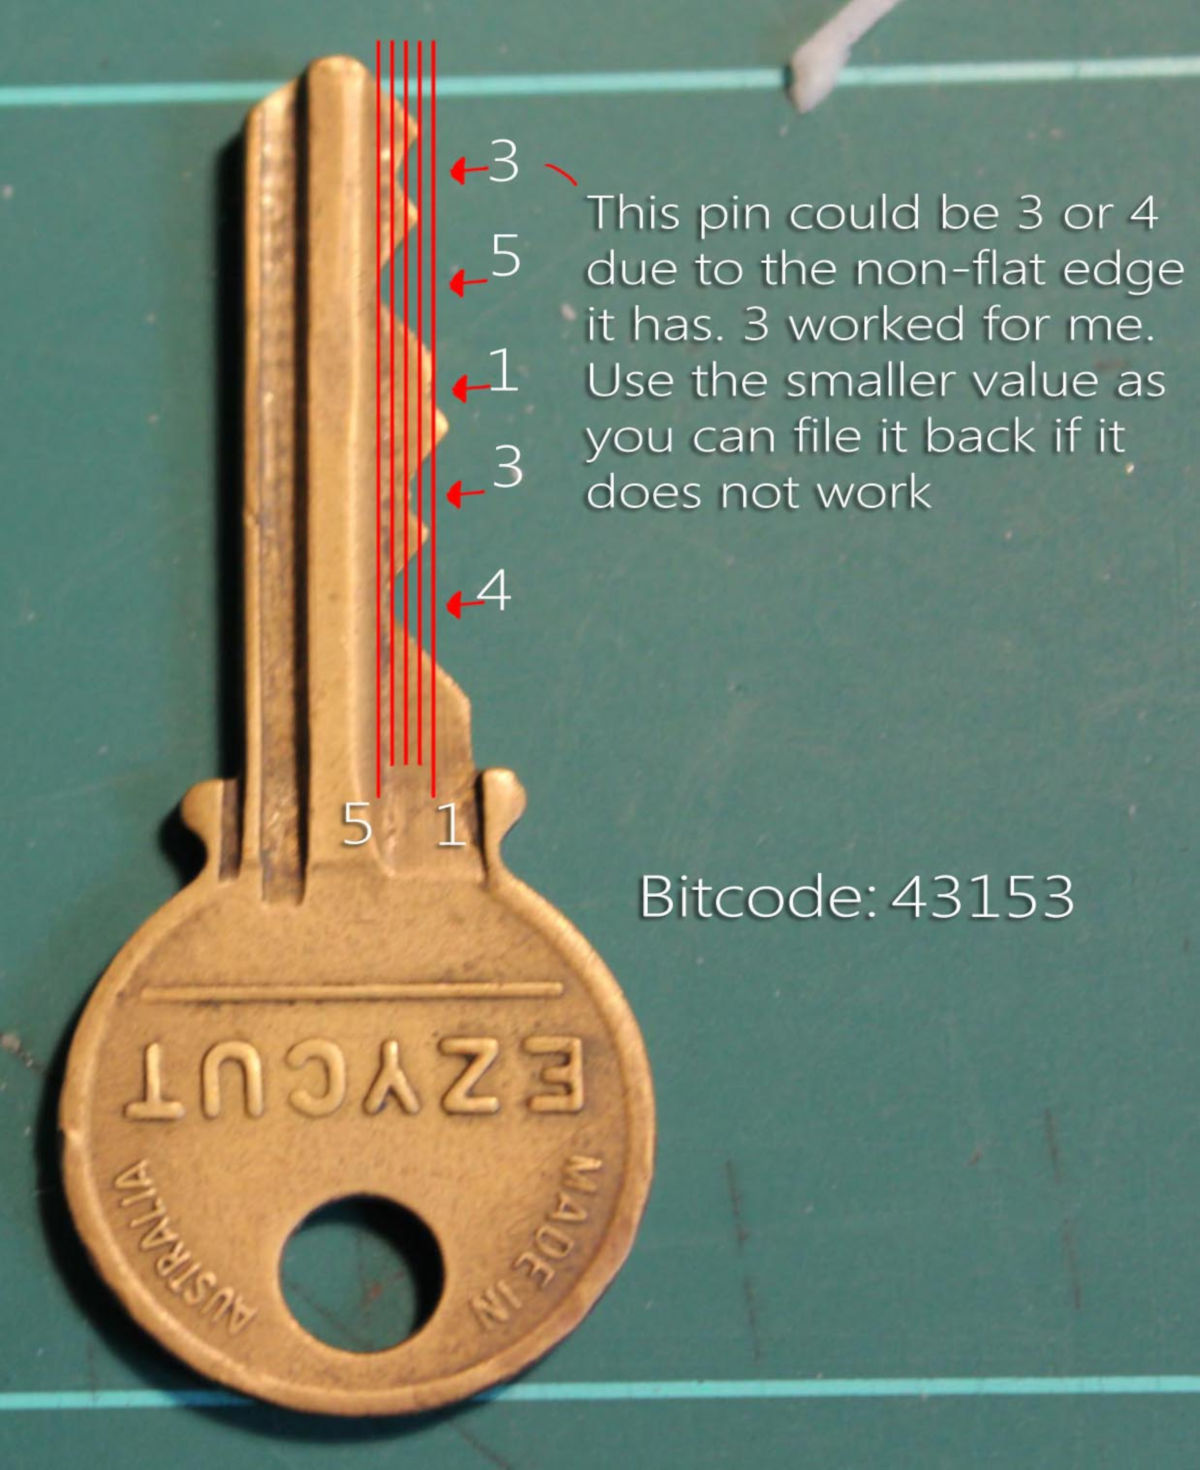 3
This pin could be 3 or 4
due to the non-flat edge
it has. 3 worked for me.
Use the smaller value as
you can file it back if it
does not work
5
1
3
4
5 1
Bitcode: 43153
EZYCUT
MADE IN AUSTRALIA